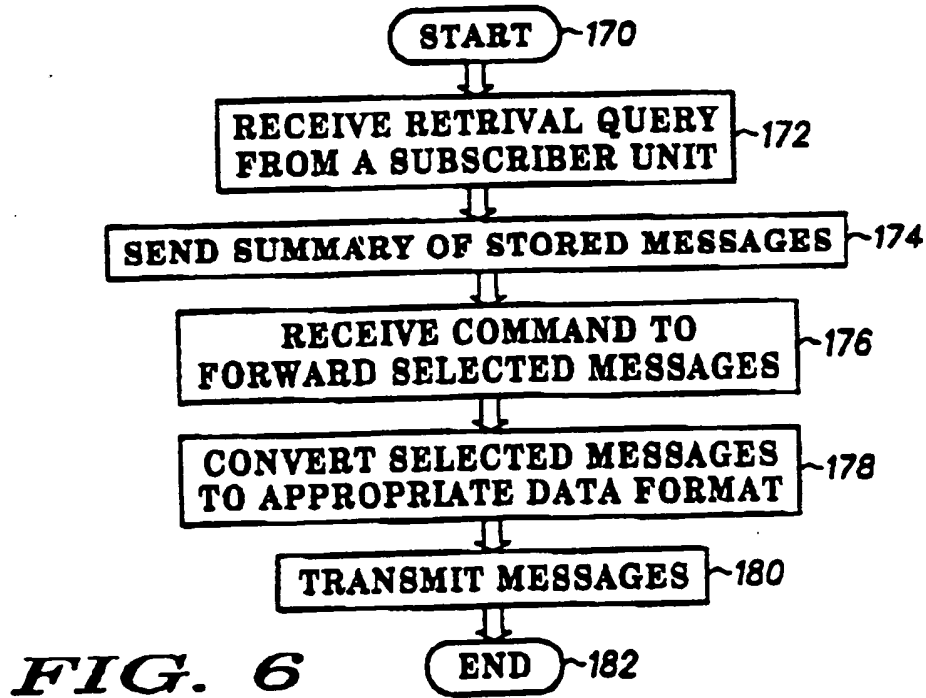 START 170
RECEIVE RETRIVAL QUERY
FROM A SUBSCRIBER UNIT 172
SEND SUMMARY OF STORED MESSAGES 174
RECEIVE COMMAND TO
FORWARD SELECTED MESSAGES 176
CONVERT SELECTED MESSAGES
TO APPROPRIATE DATA FORMAT 178
TRANSMIT MESSAGES 180
END 182
FIG. 6